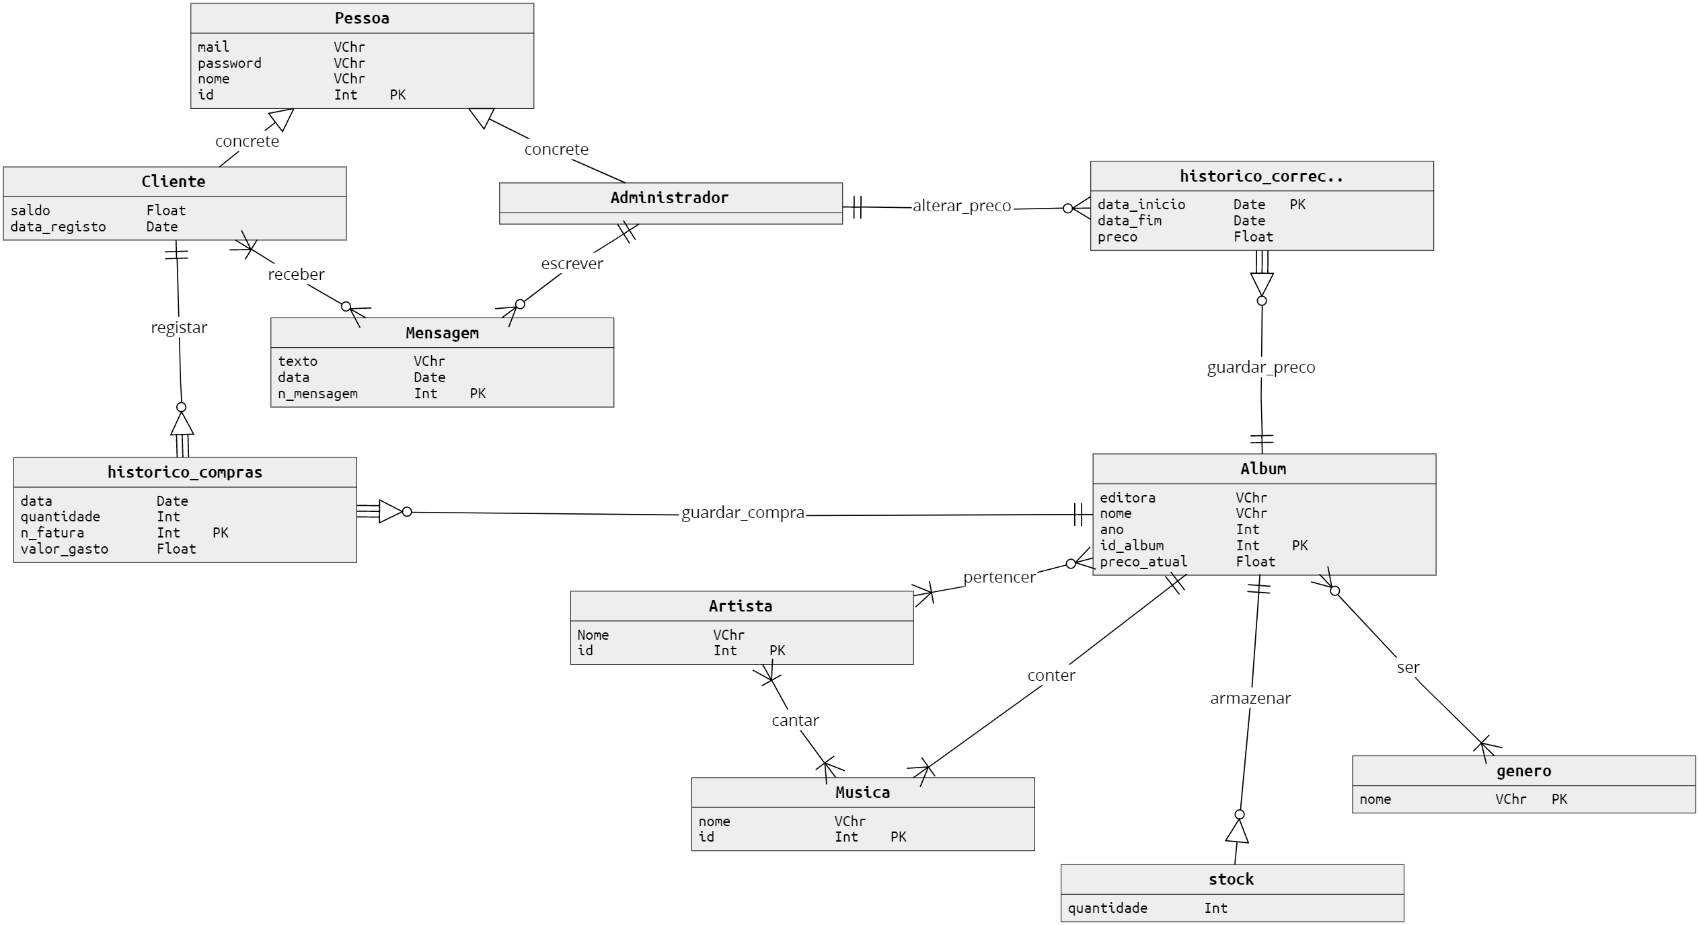 Pessoa
mail VChr
password VChr
nome VChr
id Int PK
concrete
concrete
Cliente
saldo Float
data_registo Date
Administrador
alterar_preco
historico_correc..
data_inicio Date PK
data_fim Date
preco Float
receber
escrever
registar
Mensagem
texto VChr
data Date
n_mensagem Int PK
guardar_preco
historico_compras
data Date
quantidade Int
n_fatura Int PK
valor_gasto Float
guardar_compra
Album
editora VChr
nome VChr
ano Int
id_album Int PK
preco_atual Float
pertencer
Artista
Nome VChr
id Int PK
conter
armazenar
ser
cantar
Musica
nome VChr
id Int PK
genero
nome VChr PK
stock
quantidade Int